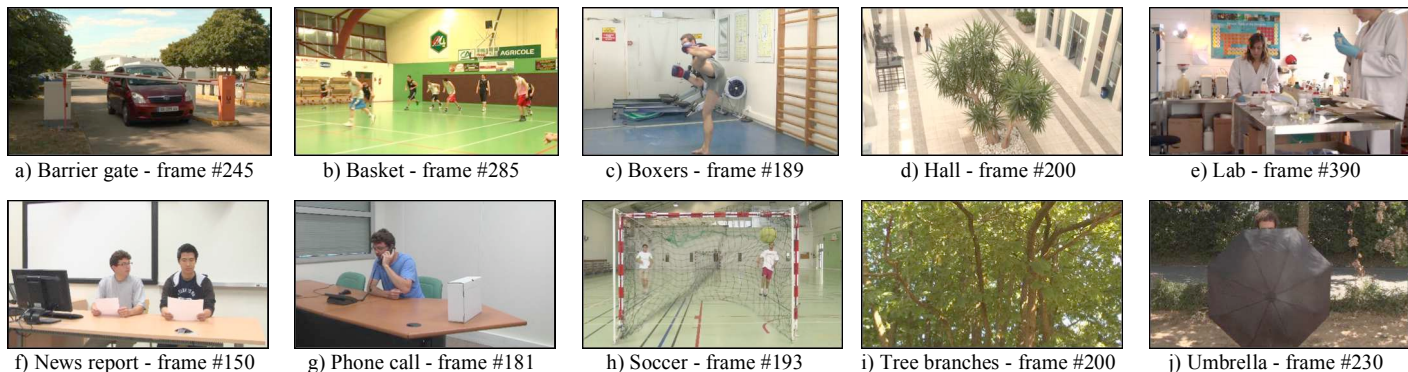 AGRICOLE
a) Barrier gate - frame #245
b) Basket - frame #285
c) Boxers - frame #189
d) Hall - frame #200
e) Lab - frame #390
f) News report - frame #150
g) Phone call - frame #181
h) Soccer - frame #193
i) Tree branches - frame #200
j) Umbrella - frame #230